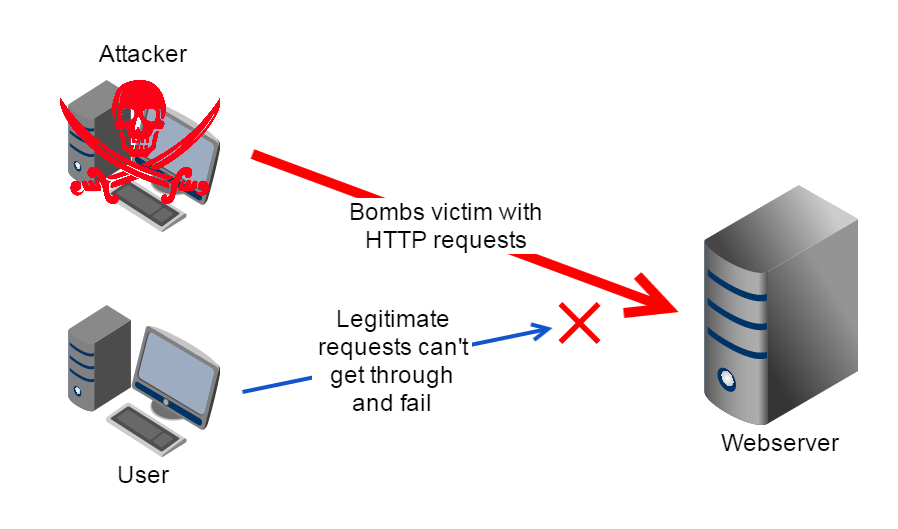 Attacker
Bombs victim with
HTTP requests
Legitimate
requests can't
get through
and fail
Webserver
User